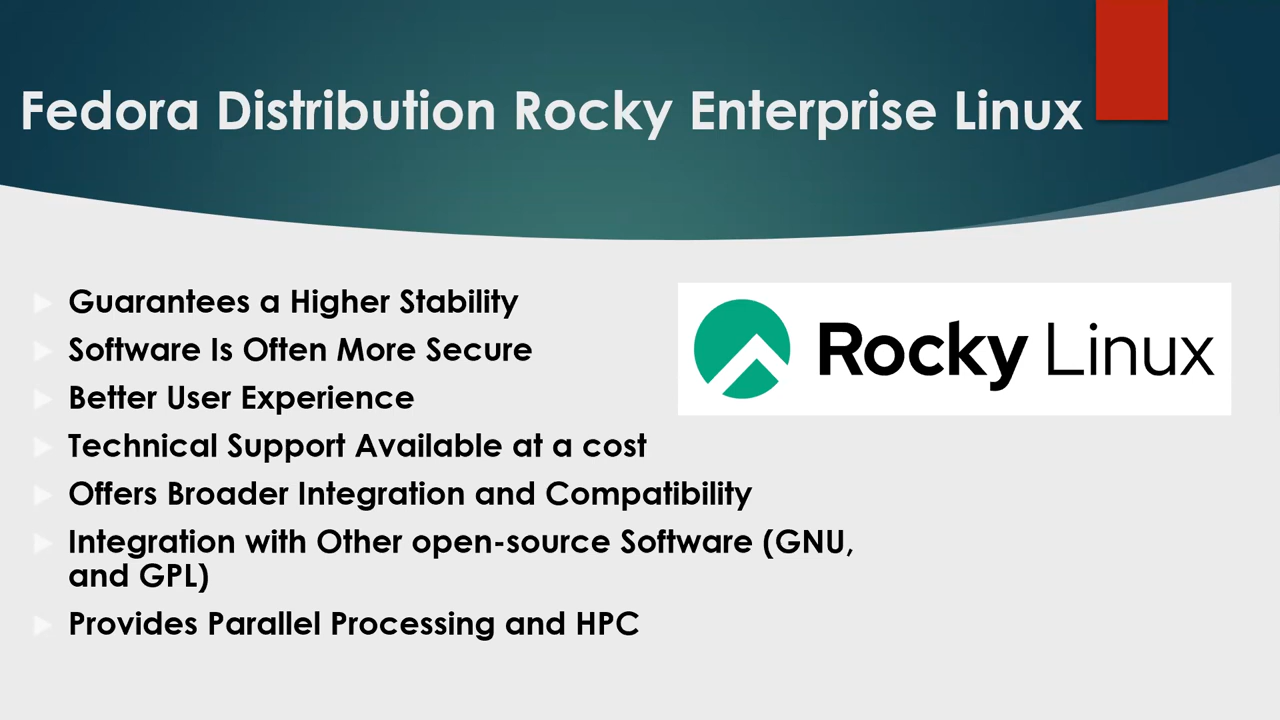 Fedora Distribution Rocky Enterprise Linux
Guarantees a Higher Stability
Software Is Often More Secure
Better User Experience
Technical Support Available at a cost
Offers Broader Integration and Compatibility
Integration with Other open-source Software (GNU,
and GPL)
Provides Parallel Processing and HPC
Rocky Linux